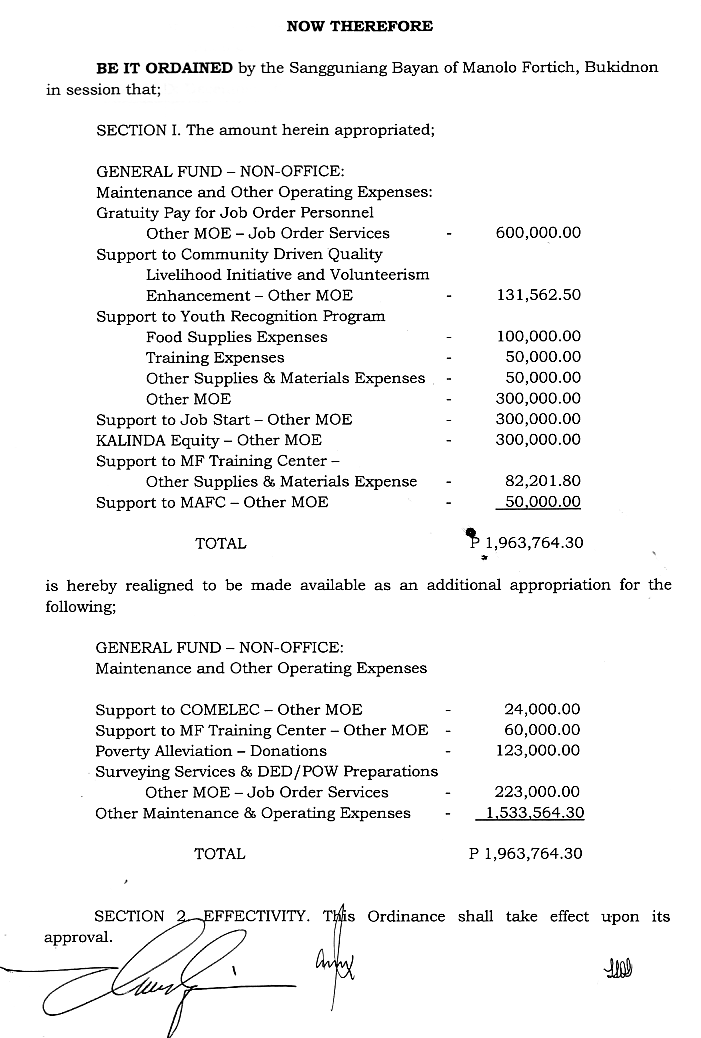 NOW THEREFORE
BE IT ORDAINED by the Sangguniang Bayan of Manolo Fortich, Bukidnon
in session that;
SECTION I. The amount herein appropriated;
GENERAL FUND – NON-OFFICE:
Maintenance and Other Operating Expenses:
Gratuity Pay for Job Order Personnel
Other MOE – Job Order Services - 600,000.00
Support to Community Driven Quality
Livelihood Initiative and Volunteerism
Enhancement – Other MOE - 131,562.50
Support to Youth Recognition Program
Food Supplies Expenses - 100,000.00
Training Expenses - 50,000.00
Other Supplies & Materials Expenses - 50,000.00
Other MOE - 300,000.00
Support to Job Start – Other MOE - 300,000.00
KALINDA Equity – Other MOE - 300,000.00
Support to MF Training Center –
Other Supplies & Materials Expense - 82,201.80
Support to MAFC – Other MOE - 50,000.00
TOTAL P 1,963,764.30
is hereby realigned to be made available as an additional appropriation for the
following;
GENERAL FUND – NON-OFFICE:
Maintenance and Other Operating Expenses
Support to COMELEC – Other MOE - 24,000.00
Support to MF Training Center – Other MOE - 60,000.00
Poverty Alleviation – Donations - 123,000.00
Surveying Services & DED/POW Preparations
Other MOE – Job Order Services - 223,000.00
Other Maintenance & Operating Expenses - 1,533,564.30
TOTAL P 1,963,764.30
SECTION 2. EFFECTIVITY. This Ordinance shall take effect upon its
approval.